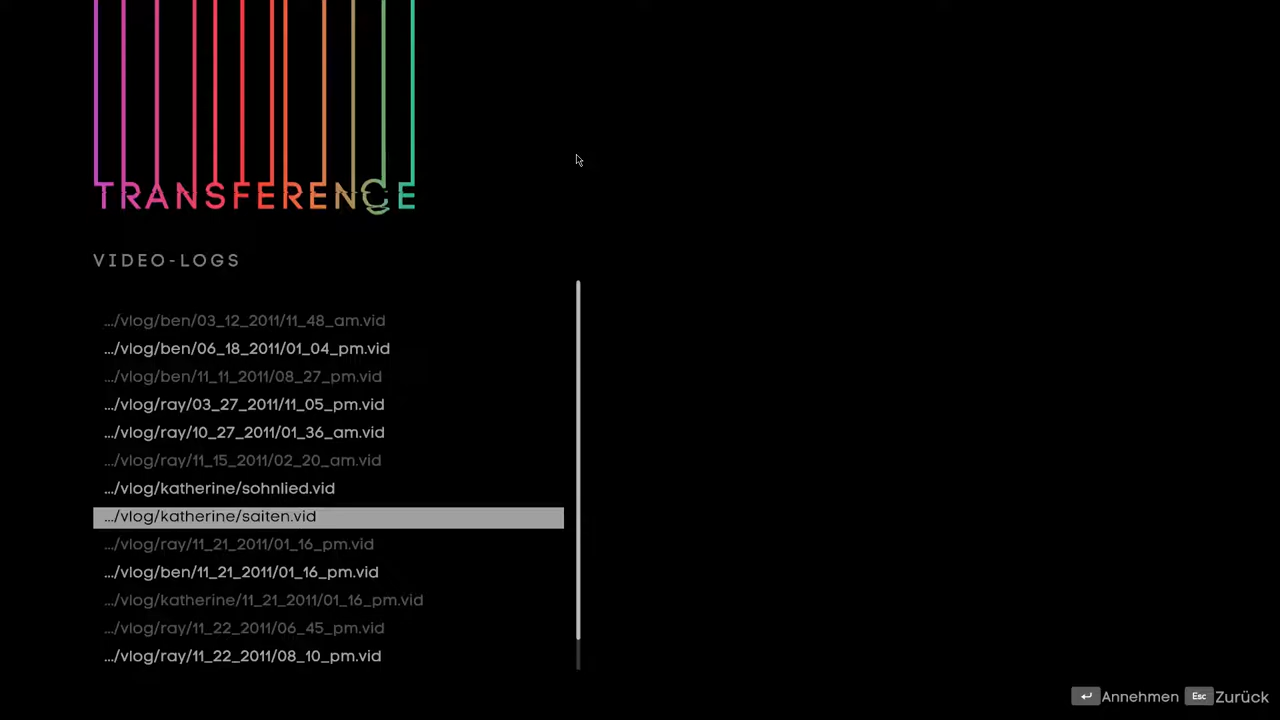 TRANSFERENCE
VIDEO-LOGS
.../vlog/ben/03_12_2011/11_48_am.vid
.../vlog/ben/06_18_2011/01_04_pm.vid
.../vlog/ben/11_11_2011/08_27_pm.vid
.../vlog/ray/03_27_2011/11_05_pm.vid
.../vlog/ray/10_27_2011/01_36_am.vid
.../vlog/ray/11_15_2011/02_20_am.vid
.../vlog/katherine/sohnlied.vid
.../vlog/katherine/saiten.vid
.../vlog/ray/11_21_2011/01_16_pm.vid
.../vlog/ben/11_21_2011/01_16_pm.vid
.../vlog/katherine/11_21_2011/01_16_pm.vid
.../vlog/ray/11_22_2011/06_45_pm.vid
.../vlog/ray/11_22_2011/08_10_pm.vid
↵ Annehmen Esc Zurück